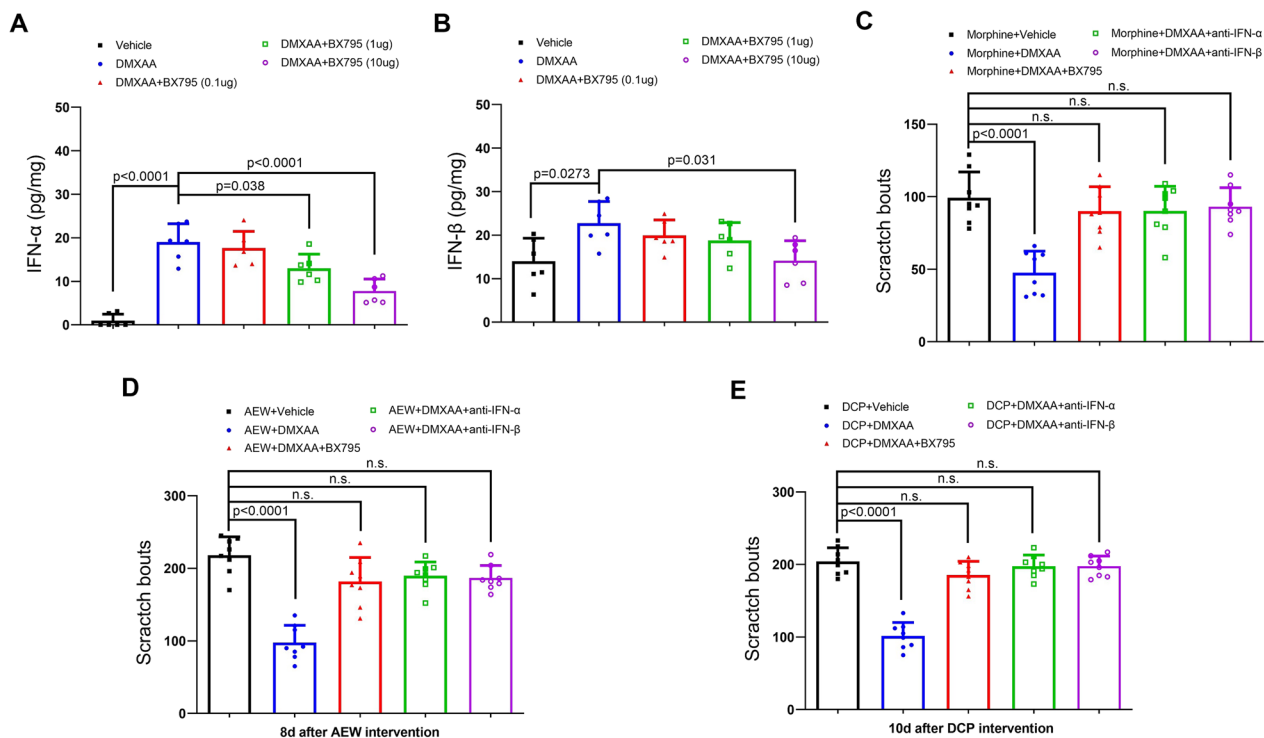 A
Vehicle
DMXAA
DMXAA+BX795 (0.1ug)
DMXAA+BX795 (1ug)
DMXAA+BX795 (10ug)
IFN-α (pg/mg)
50
40
30
20
10
0
p<0.0001
p<0.0001
p=0.038
B
Vehicle
DMXAA
DMXAA+BX795 (0.1ug)
DMXAA+BX795 (1ug)
DMXAA+BX795 (10ug)
IFN-β (pg/mg)
50
40
30
20
10
0
p=0.0273
p=0.031
C
Morphine+Vehicle
Morphine+DMXAA
Morphine+DMXAA+BX795
Morphine+DMXAA+anti-IFN-α
Morphine+DMXAA+anti-IFN-β
Scractch bouts
150
100
50
0
n.s.
n.s.
n.s.
p<0.0001
D
AEW+Vehicle
AEW+DMXAA
AEW+DMXAA+BX795
AEW+DMXAA+anti-IFN-α
AEW+DMXAA+anti-IFN-β
Scractch bouts
300
200
100
0
n.s.
n.s.
n.s.
p<0.0001
8d after AEW intervention
E
DCP+Vehicle
DCP+DMXAA
DCP+DMXAA+BX795
DCP+DMXAA+anti-IFN-α
DCP+DMXAA+anti-IFN-β
Scractch bouts
300
200
100
0
n.s.
n.s.
n.s.
p<0.0001
10d after DCP intervention